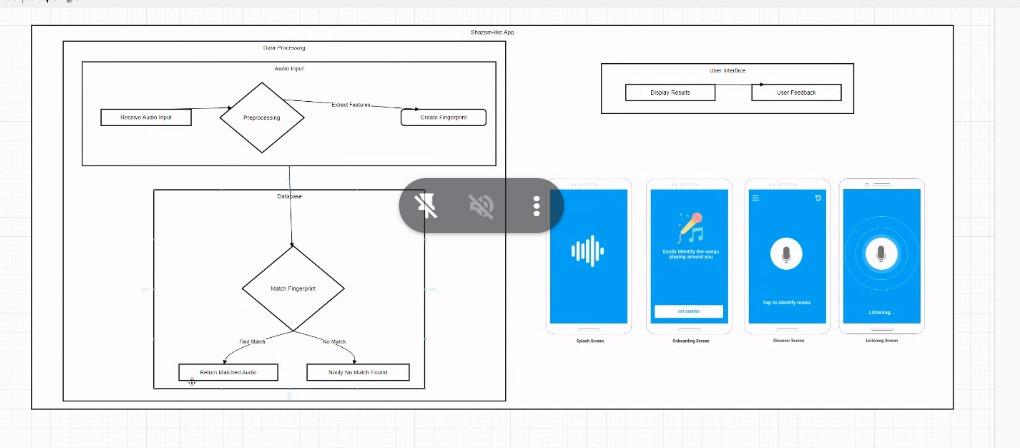 Shazam-like App
Data Processing
Audio Input
Receive Audio Input
Preprocessing
Extract Features
Create Fingerprint
Database
Match Fingerprint
Find Match
No Match
Return Matched Audio
Notify No Match Found
User Interface
Display Results
User Feedback
Easily identify the songs
playing around you
GET STARTED
Tap to identify music
Listening...
Splash Screen
Onboarding Screen
Discover Screen
Listening Screen